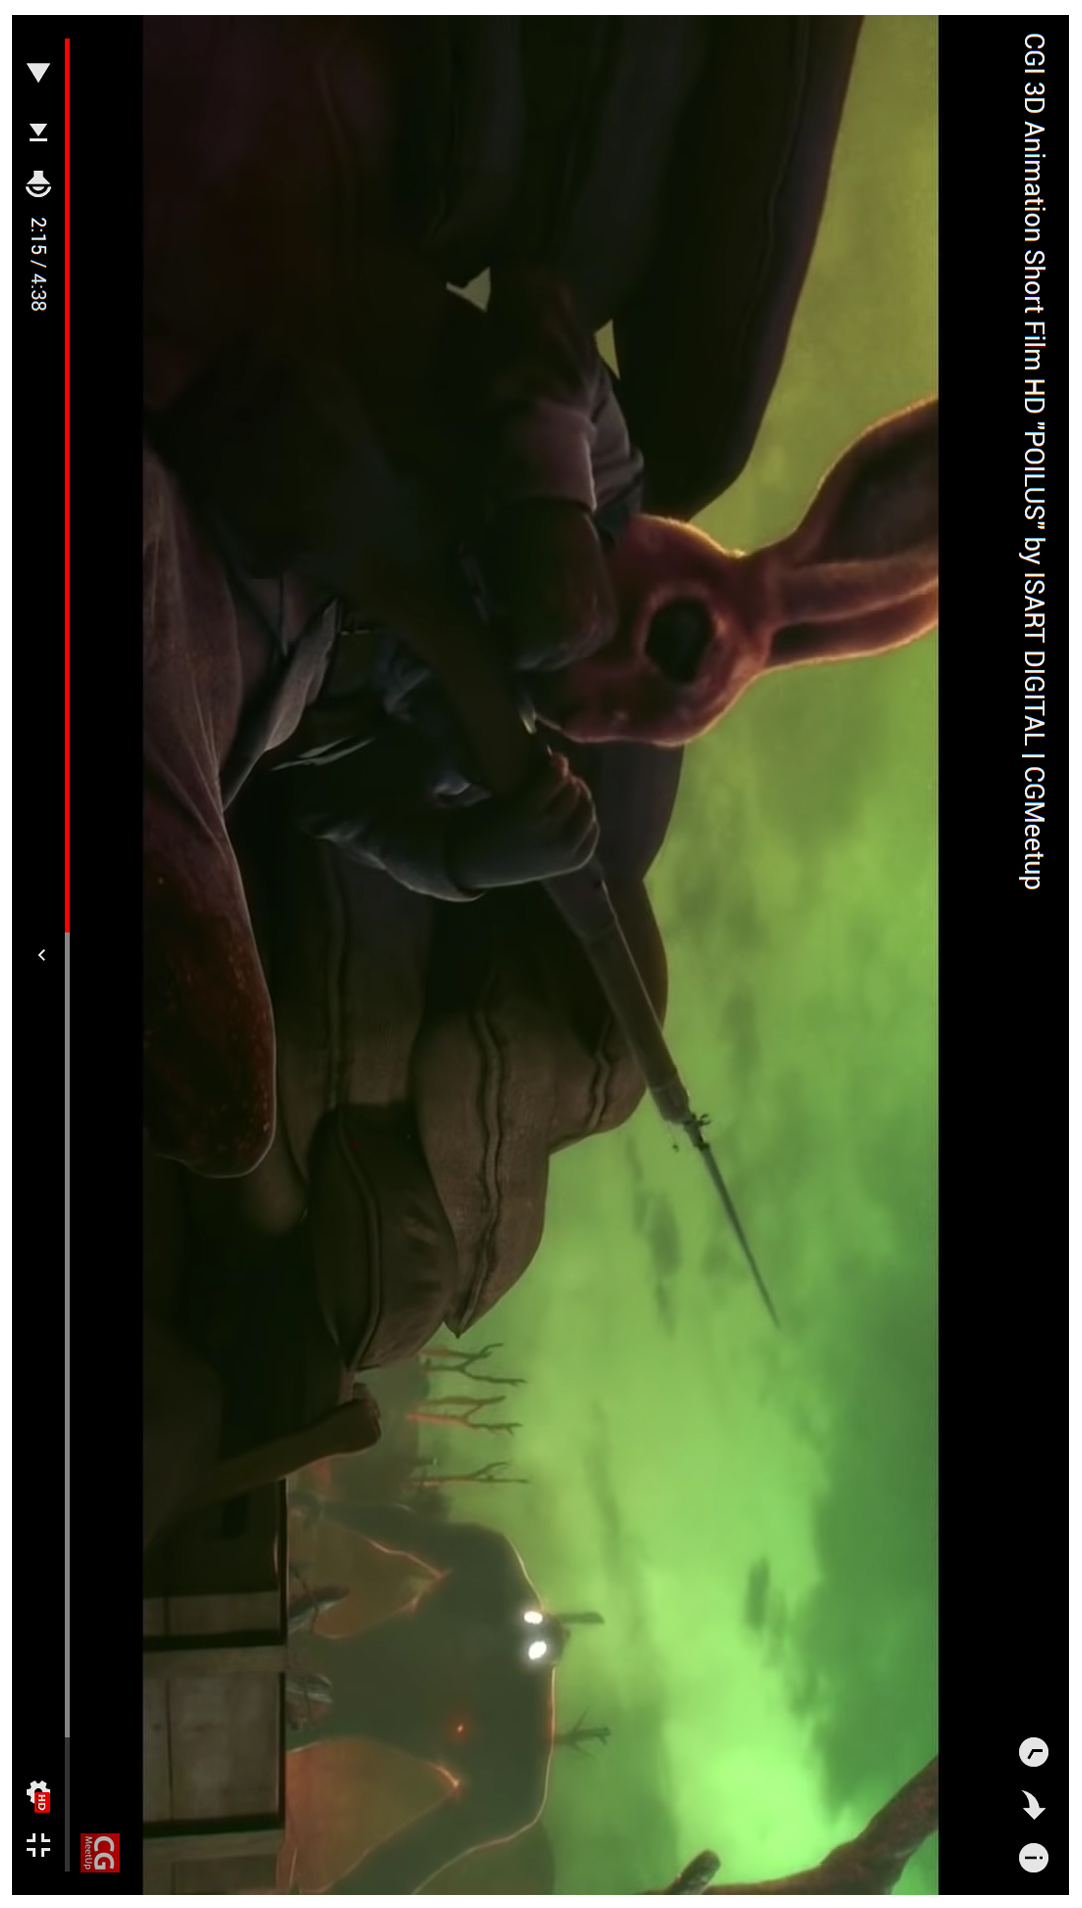 CGI 3D Animation Short Film HD "POILUS" by ISART DIGITAL | CGMeetup
CG
MeetUp
2:15 / 4:38
HD